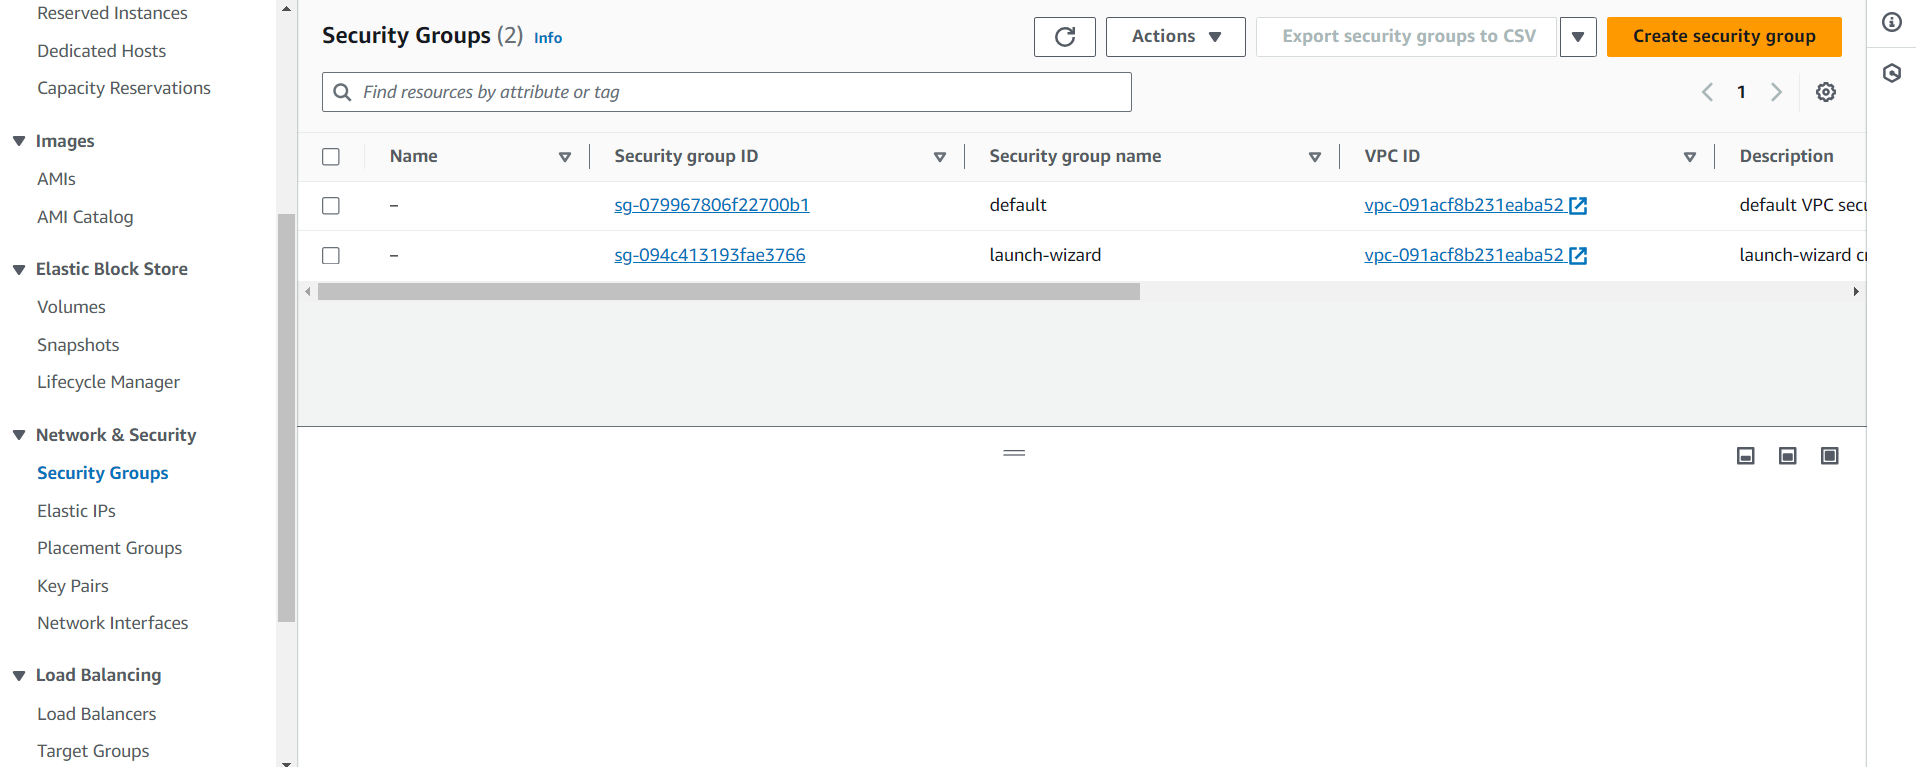 Reserved Instances
Dedicated Hosts
Capacity Reservations
Images
AMIs
AMI Catalog
Elastic Block Store
Volumes
Snapshots
Lifecycle Manager
Network & Security
Security Groups
Elastic IPs
Placement Groups
Key Pairs
Network Interfaces
Load Balancing
Load Balancers
Target Groups
Security Groups (2) Info
Actions
Export security groups to CSV
Create security group
Find resources by attribute or tag
1
Name Security group ID Security group name VPC ID Description
– sg-079967806f22700b1 default vpc-091acf8b231eaba52 default VPC secu
– sg-094c413193fae3766 launch-wizard vpc-091acf8b231eaba52 launch-wizard cr